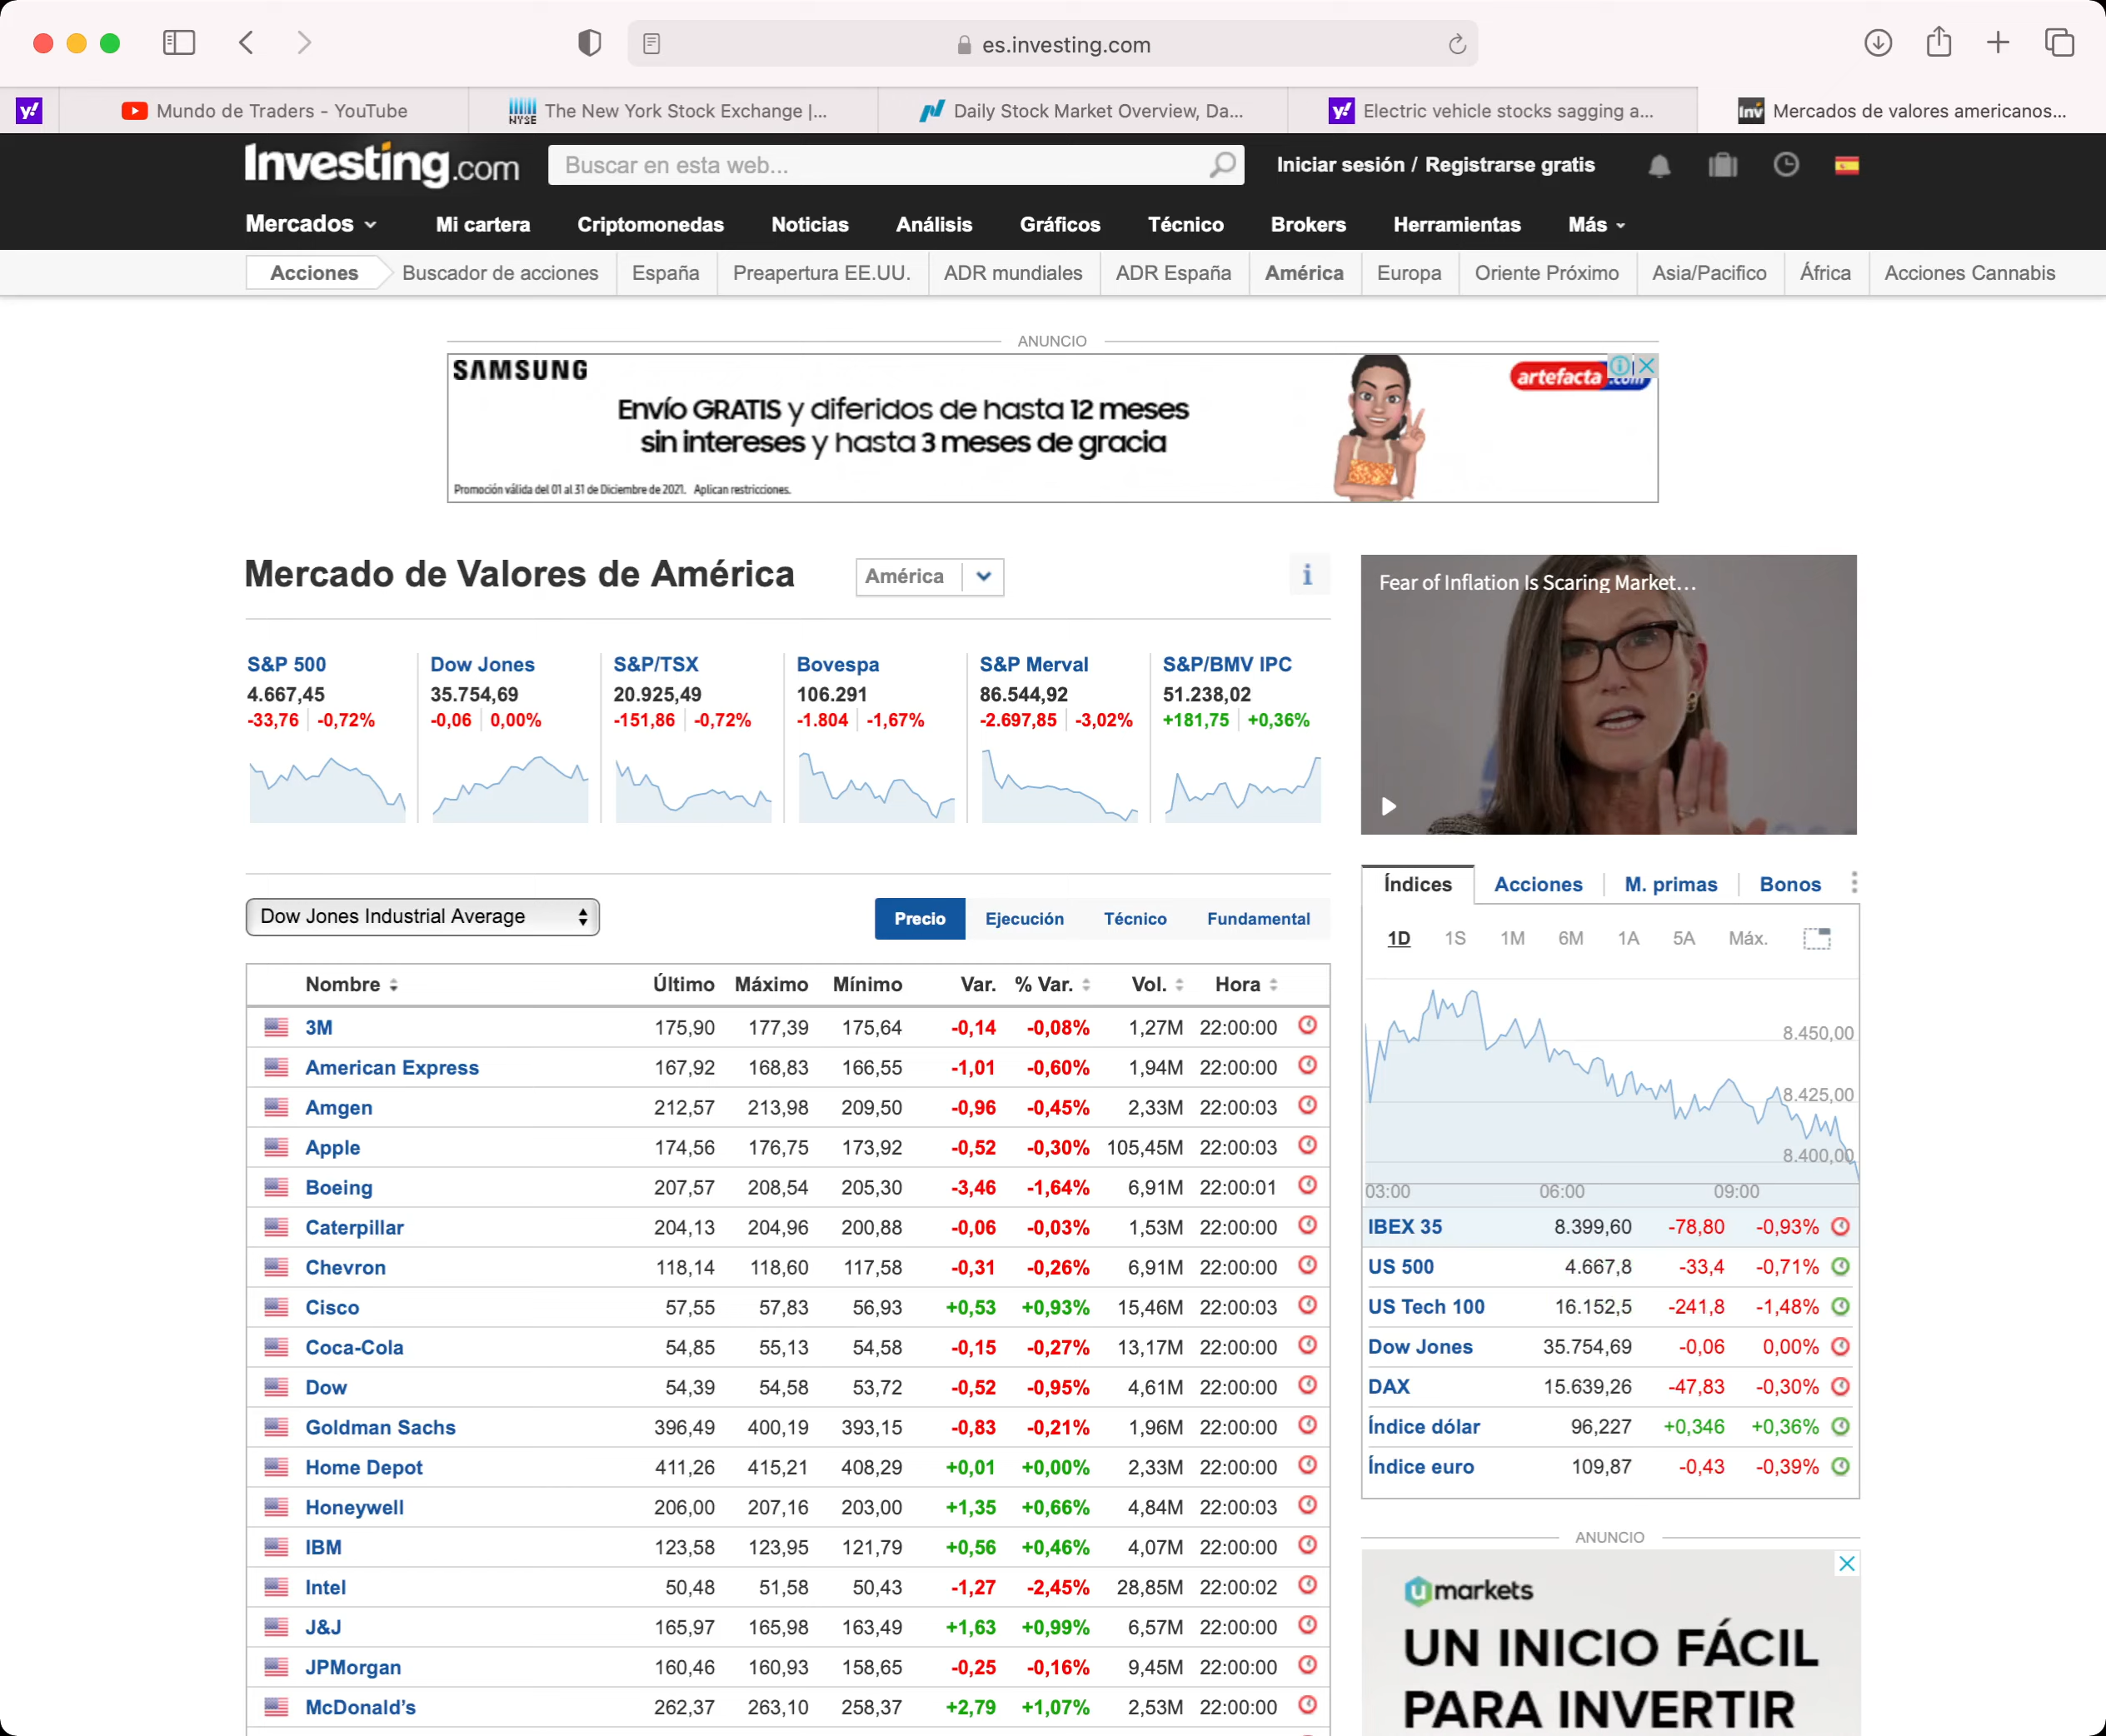 es.investing.com
Mundo de Traders - YouTube
The New York Stock Exchange |...
Daily Stock Market Overview, Da...
Electric vehicle stocks sagging a...
Mercados de valores americanos...
Investing.com
Buscar en esta web...
Iniciar sesión / Registrarse gratis
Mercados Mi cartera Criptomonedas Noticias Análisis Gráficos Técnico Brokers Herramientas Más
Acciones Buscador de acciones España Preapertura EE.UU. ADR mundiales ADR España América Europa Oriente Próximo Asia/Pacifico África Acciones Cannabis
ANUNCIO
SAMSUNG
artefacta .com
Envío GRATIS y diferidos de hasta 12 meses
sin intereses y hasta 3 meses de gracia
Promoción válida del 01 al 31 de Diciembre de 2021. Aplican restricciones.
Mercado de Valores de América
América
S&P 500
4.667,45
-33,76 -0,72%
Dow Jones
35.754,69
-0,06 0,00%
S&P/TSX
20.925,49
-151,86 -0,72%
Bovespa
106.291
-1.804 -1,67%
S&P Merval
86.544,92
-2.697,85 -3,02%
S&P/BMV IPC
51.238,02
+181,75 +0,36%
Dow Jones Industrial Average
Precio Ejecución Técnico Fundamental
Nombre Último Máximo Mínimo Var. % Var. Vol. Hora
3M 175,90 177,39 175,64 -0,14 -0,08% 1,27M 22:00:00
American Express 167,92 168,83 166,55 -1,01 -0,60% 1,94M 22:00:00
Amgen 212,57 213,98 209,50 -0,96 -0,45% 2,33M 22:00:03
Apple 174,56 176,75 173,92 -0,52 -0,30% 105,45M 22:00:03
Boeing 207,57 208,54 205,30 -3,46 -1,64% 6,91M 22:00:01
Caterpillar 204,13 204,96 200,88 -0,06 -0,03% 1,53M 22:00:00
Chevron 118,14 118,60 117,58 -0,31 -0,26% 6,91M 22:00:00
Cisco 57,55 57,83 56,93 +0,53 +0,93% 15,46M 22:00:03
Coca-Cola 54,85 55,13 54,58 -0,15 -0,27% 13,17M 22:00:00
Dow 54,39 54,58 53,72 -0,52 -0,95% 4,61M 22:00:00
Goldman Sachs 396,49 400,19 393,15 -0,83 -0,21% 1,96M 22:00:00
Home Depot 411,26 415,21 408,29 +0,01 +0,00% 2,33M 22:00:00
Honeywell 206,00 207,16 203,00 +1,35 +0,66% 4,84M 22:00:03
IBM 123,58 123,95 121,79 +0,56 +0,46% 4,07M 22:00:00
Intel 50,48 51,58 50,43 -1,27 -2,45% 28,85M 22:00:02
J&J 165,97 165,98 163,49 +1,63 +0,99% 6,57M 22:00:00
JPMorgan 160,46 160,93 158,65 -0,25 -0,16% 9,45M 22:00:00
McDonald's 262,37 263,10 258,37 +2,79 +1,07% 2,53M 22:00:00
Fear of Inflation Is Scaring Market...
Índices Acciones M. primas Bonos
1D 1S 1M 6M 1A 5A Máx.
8.450,00
8.425,00
8.400,00
03:00 06:00 09:00
IBEX 35 8.399,60 -78,80 -0,93%
US 500 4.667,8 -33,4 -0,71%
US Tech 100 16.152,5 -241,8 -1,48%
Dow Jones 35.754,69 -0,06 0,00%
DAX 15.639,26 -47,83 -0,30%
Índice dólar 96,227 +0,346 +0,36%
Índice euro 109,87 -0,43 -0,39%
ANUNCIO
umarkets
UN INICIO FÁCIL
PARA INVERTIR